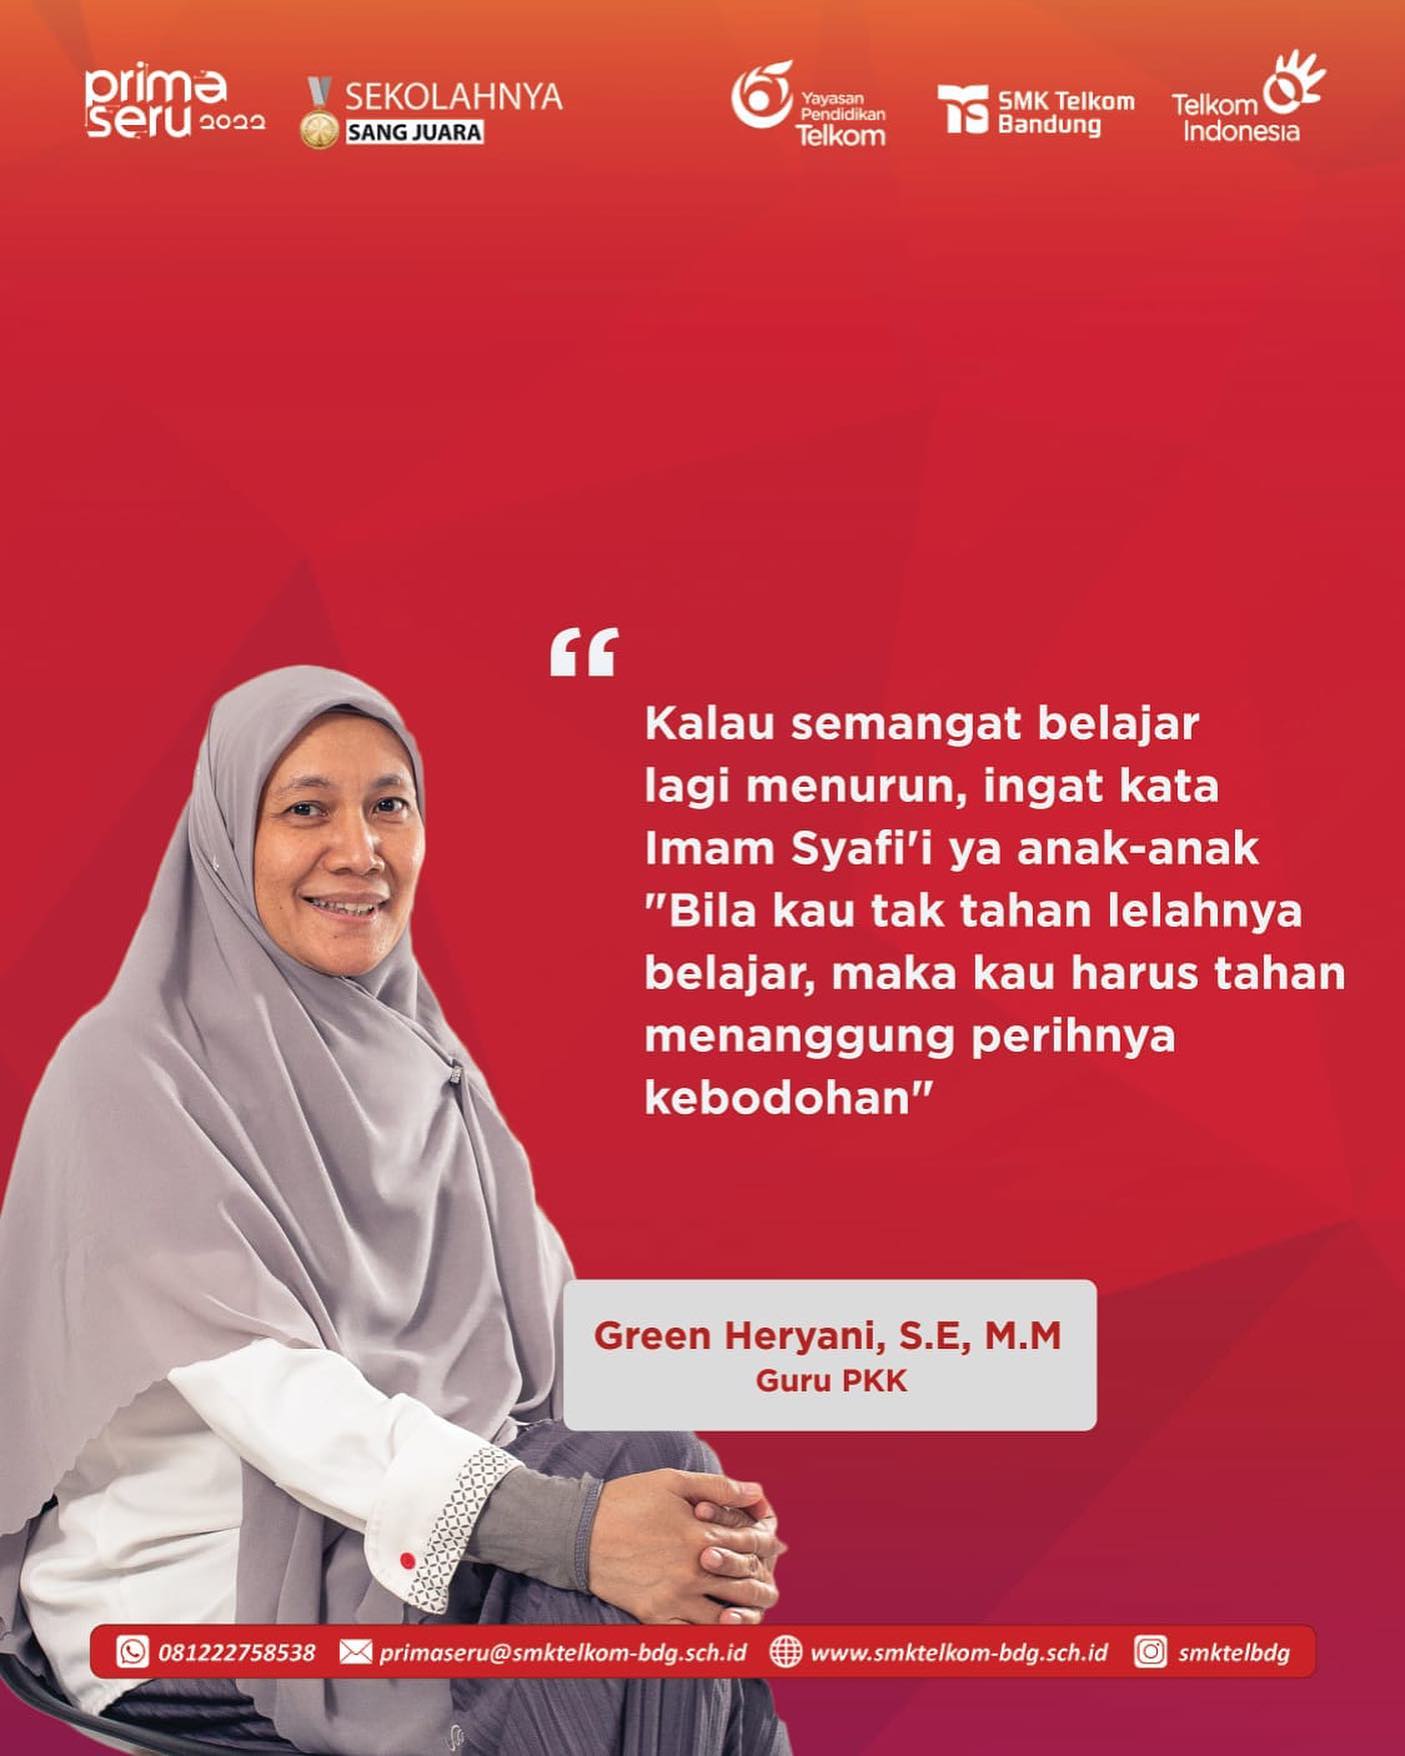 prima
seru 2022
SEKOLAHNYA
SANG JUARA
Yayasan
Pendidikan
Telkom
TS
SMK Telkom
Bandung
Telkom
Indonesia
“
Kalau semangat belajar
lagi menurun, ingat kata
Imam Syafi'i ya anak-anak
"Bila kau tak tahan lelahnya
belajar, maka kau harus tahan
menanggung perihnya
kebodohan"
Green Heryani, S.E, M.M
Guru PKK
081222758538 primaseru@smktelkom-bdg.sch.id www.smktelkom-bdg.sch.id smktelbdg